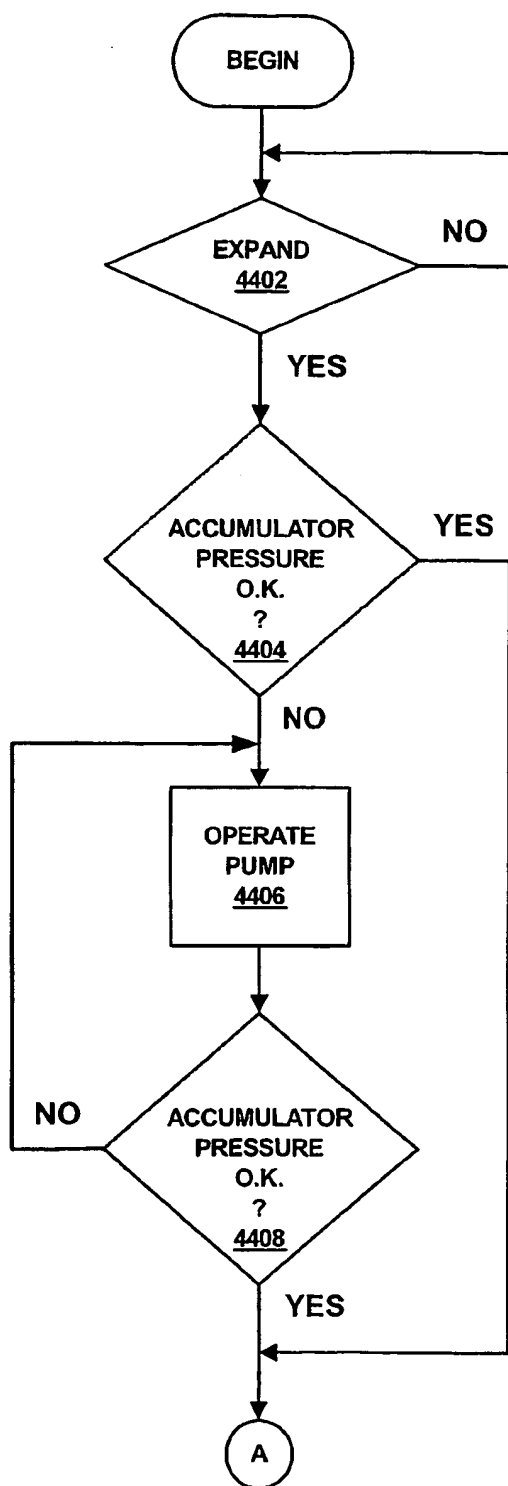 BEGIN
EXPAND
4402
NO
YES
ACCUMULATOR
PRESSURE
O.K.
?
4404
YES
NO
OPERATE
PUMP
4406
ACCUMULATOR
PRESSURE
O.K.
?
4408
NO
YES
A